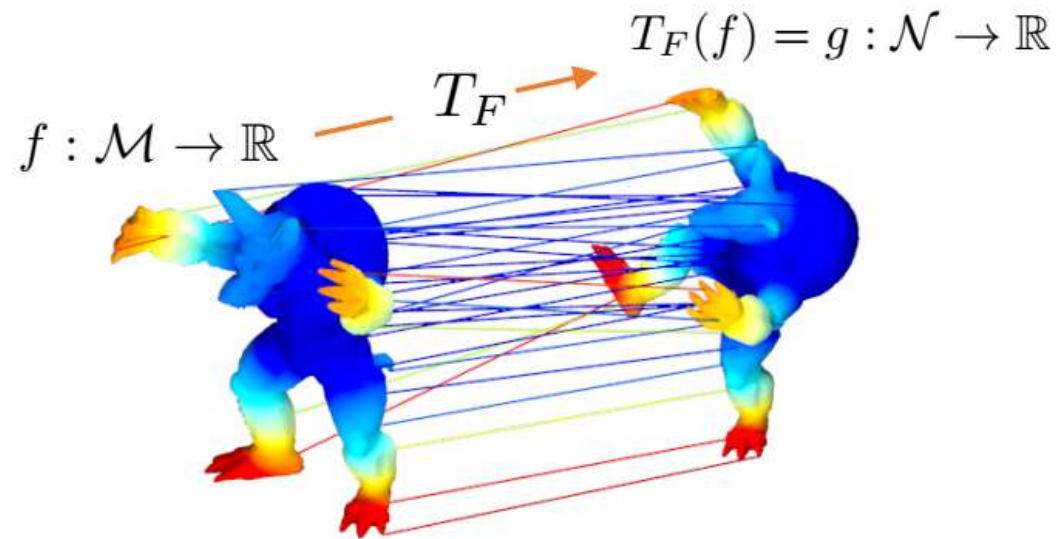 T_F(f) = g : 𝒩 → ℝ
T_F
f : ℳ → ℝ